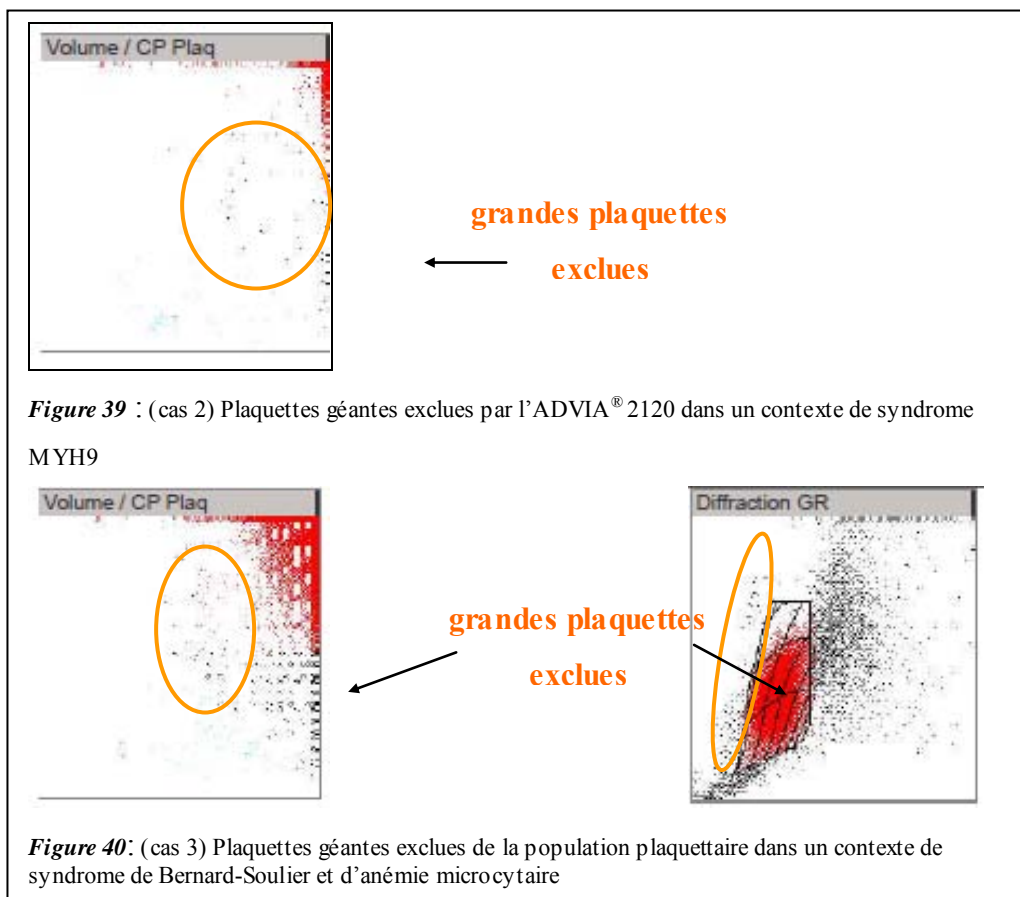 Volume / CP Plaq
grandes plaquettes
exclues
Figure 39 : (cas 2) Plaquettes géantes exclues par l’ADVIA® 2120 dans un contexte de syndrome
MYH9
Volume / CP Plaq
Diffraction GR
grandes plaquettes
exclues
Figure 40: (cas 3) Plaquettes géantes exclues de la population plaquettaire dans un contexte de
syndrome de Bernard-Soulier et d’anémie microcytaire